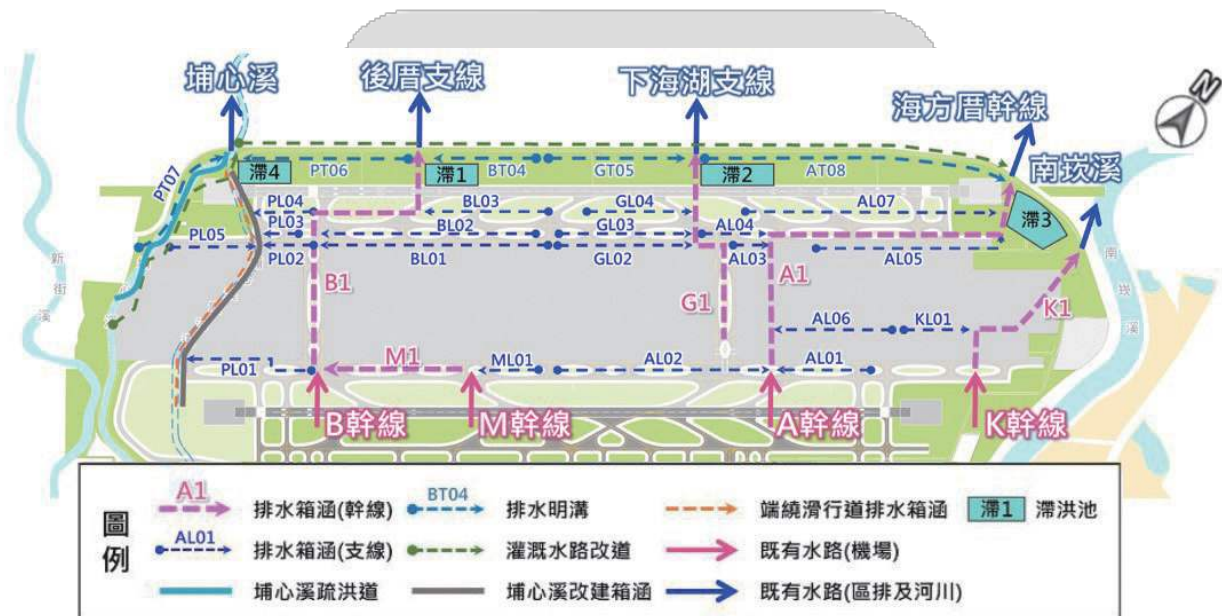 埔心溪
後厝支線
下海湖支線
海方厝幹線
南崁溪
N
滯4
PT06
滯1
BT04
GT05
滯2
AT08
滯3
PT07
PL04
PL03
PL05
PL02
BL03
BL02
BL01
GL04
GL03
GL02
AL04
AL03
AL07
AL05
B1
G1
A1
K1
AL06
KL01
PL01
M1
ML01
AL02
AL01
新街溪
南崁溪
B幹線
M幹線
A幹線
K幹線
圖例
A1
排水箱涵(幹線)
BT04
排水明溝
端繞滑行道排水箱涵
滯1
滯洪池
AL01
排水箱涵(支線)
灌溉水路改道
既有水路(機場)
埔心溪疏洪道
埔心溪改建箱涵
既有水路(區排及河川)